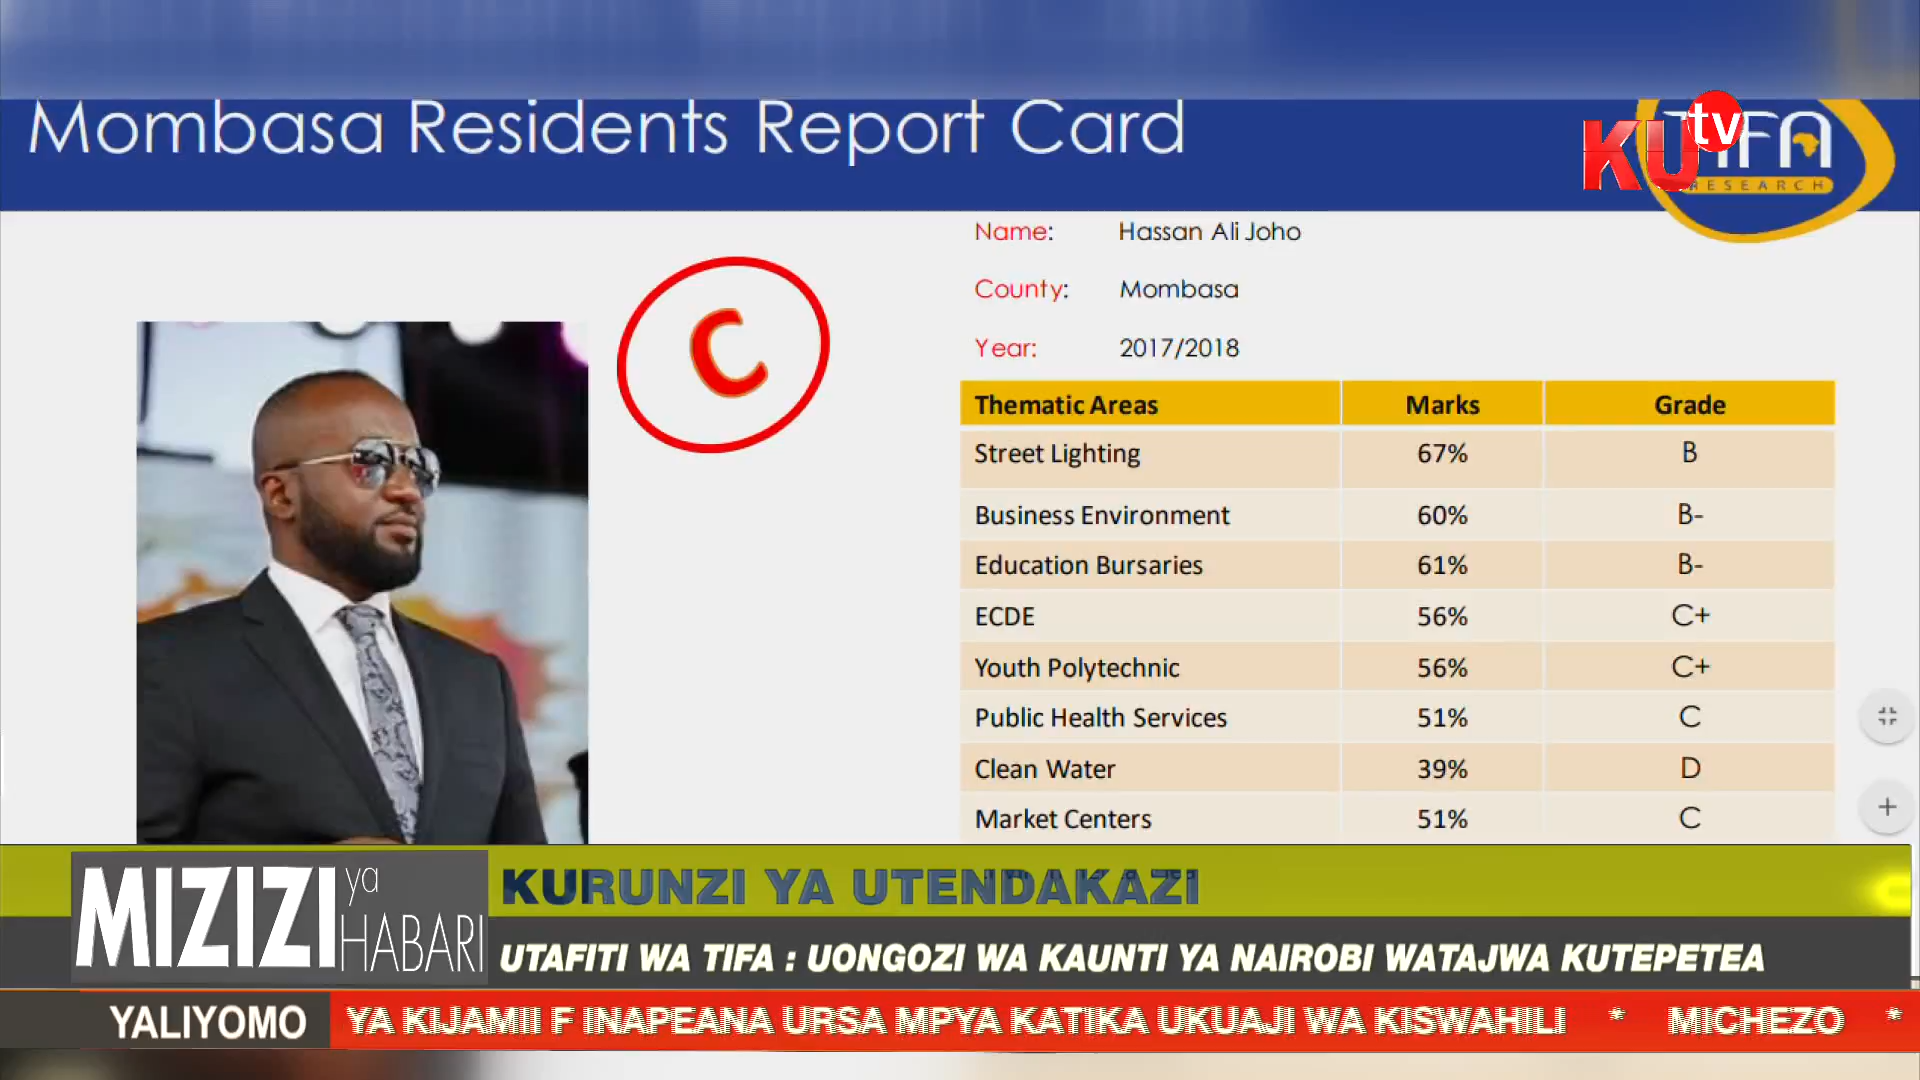 Mombasa Residents Report Card
KU tv
IFA
RESEARCH
Name: Hassan Ali Joho
County: Mombasa
Year: 2017/2018
C
Thematic Areas Marks Grade
Street Lighting 67% B
Business Environment 60% B-
Education Bursaries 61% B-
ECDE 56% C+
Youth Polytechnic 56% C+
Public Health Services 51% C
Clean Water 39% D
Market Centers 51% C
MIZIZI ya HABARI
KURUNZI YA UTENDAKAZI
UTAFITI WA TIFA : UONGOZI WA KAUNTI YA NAIROBI WATAJWA KUTEPETEA
YALIYOMO
YA KIJAMII F INAPEANA URSA MPYA KATIKA UKUAJI WA KISWAHILI * MICHEZO *